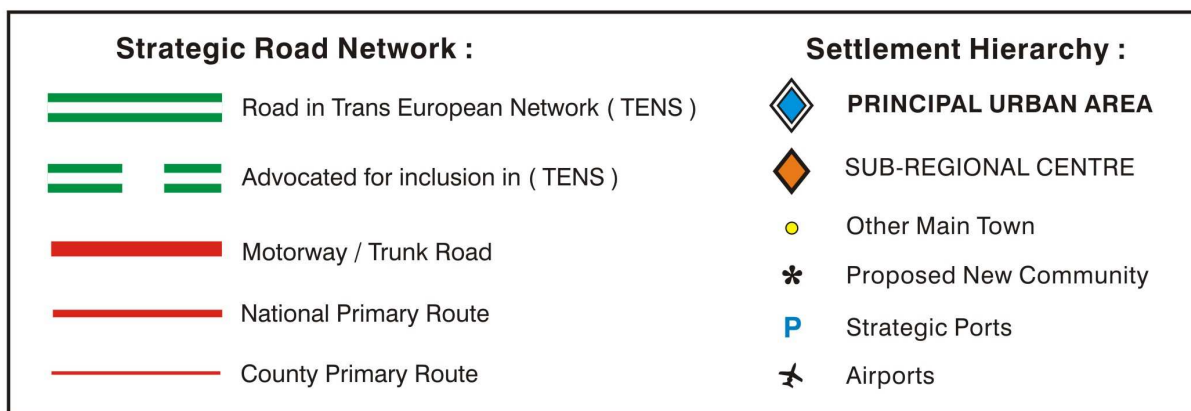 Strategic Road Network :
Road in Trans European Network ( TENS )
Advocated for inclusion in ( TENS )
Motorway / Trunk Road
National Primary Route
County Primary Route
Settlement Hierarchy :
PRINCIPAL URBAN AREA
SUB-REGIONAL CENTRE
Other Main Town
Proposed New Community
P Strategic Ports
Airports